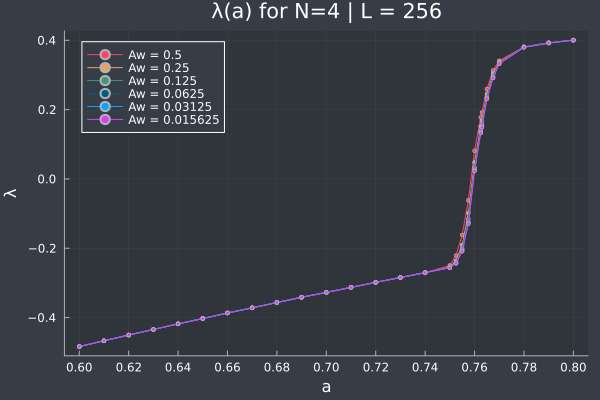 λ(a) for N=4 | L = 256
λ
0.4
0.2
0.0
−0.2
−0.4
Aw = 0.5
Aw = 0.25
Aw = 0.125
Aw = 0.0625
Aw = 0.03125
Aw = 0.015625
0.60 0.62 0.64 0.66 0.68 0.70 0.72 0.74 0.76 0.78 0.80
a